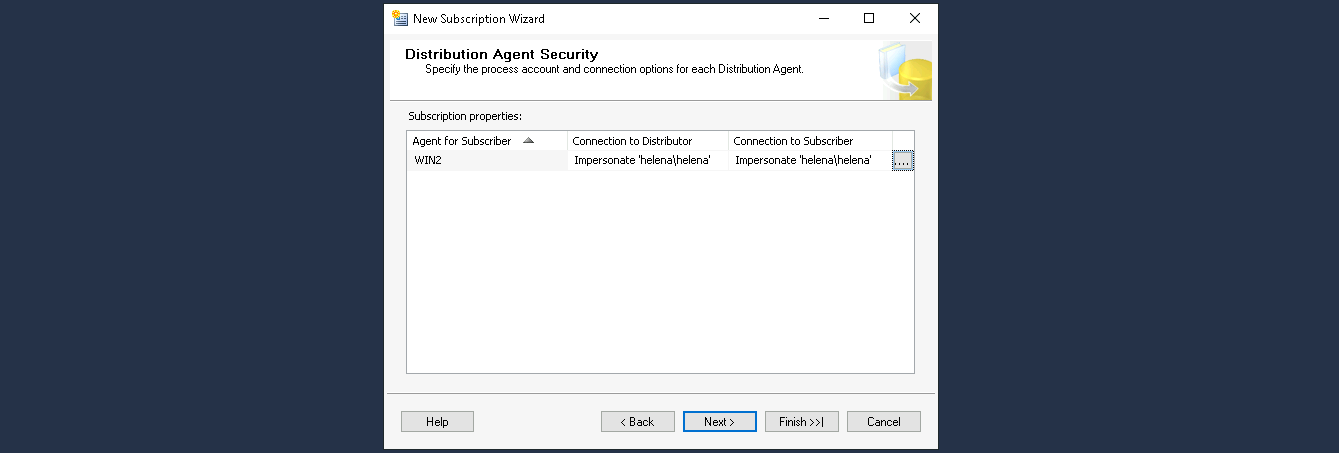 New Subscription Wizard
Distribution Agent Security
Specify the process account and connection options for each Distribution Agent.
Subscription properties:
Agent for Subscriber Connection to Distributor Connection to Subscriber
WIN2 Impersonate 'helena\helena' Impersonate 'helena\helena' ....
Help < Back Next > Finish >>| Cancel